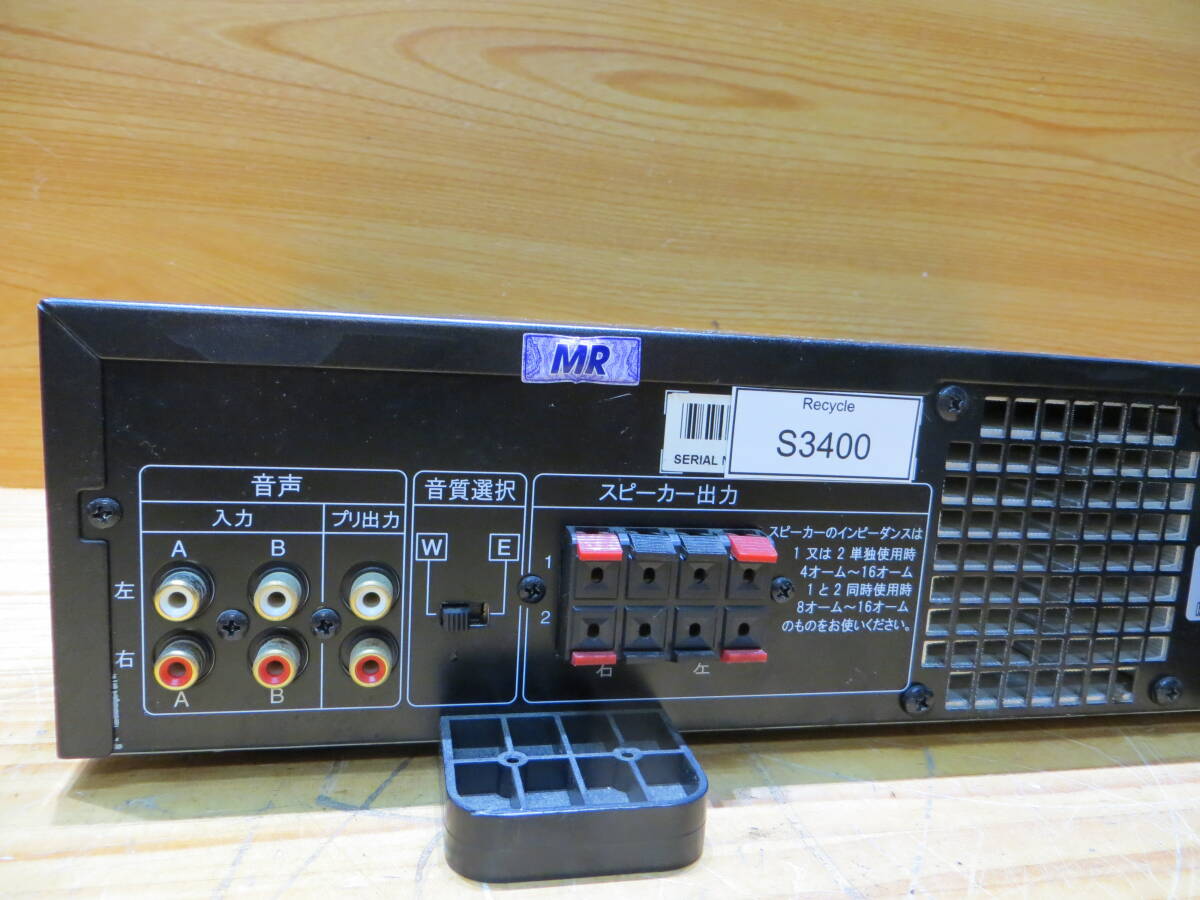 MR
Recycle
S3400
SERIAL
音声
入力
プリ出力
A
B
左
右
A
B
音質選択
W
E
スピーカー出力
1
2
右
左
スピーカーのインピーダンスは
1 又は 2 単独使用時
4オーム〜16オーム
1 と 2 同時使用時
8オーム〜16オーム
のものをお使いください。